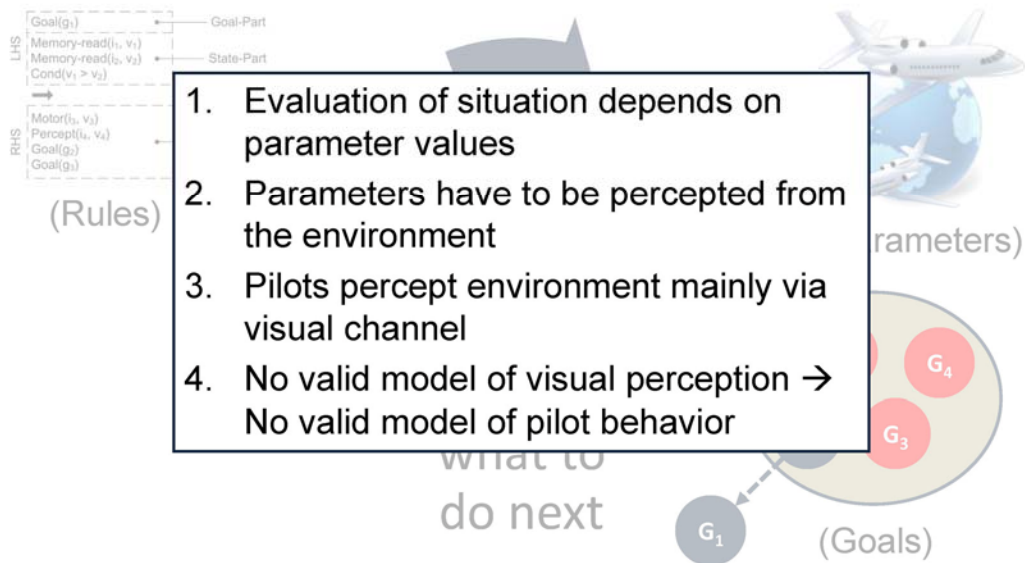 Goal(g₁)
Goal-Part
LHS
Memory-read(i₁, v₁)
Memory-read(i₂, v₂)
State-Part
Cond(v₁ > v₂)
RHS
Motor(i₃, v₃)
Percept(i₄, v₄)
Goal(g₂)
Goal(g₃)
(Rules)
1. Evaluation of situation depends on
parameter values
2. Parameters have to be percepted from
the environment
3. Pilots percept environment mainly via
visual channel
4. No valid model of visual perception →
No valid model of pilot behavior
rameters)
G₄
G₃
what to
do next
G₁
(Goals)